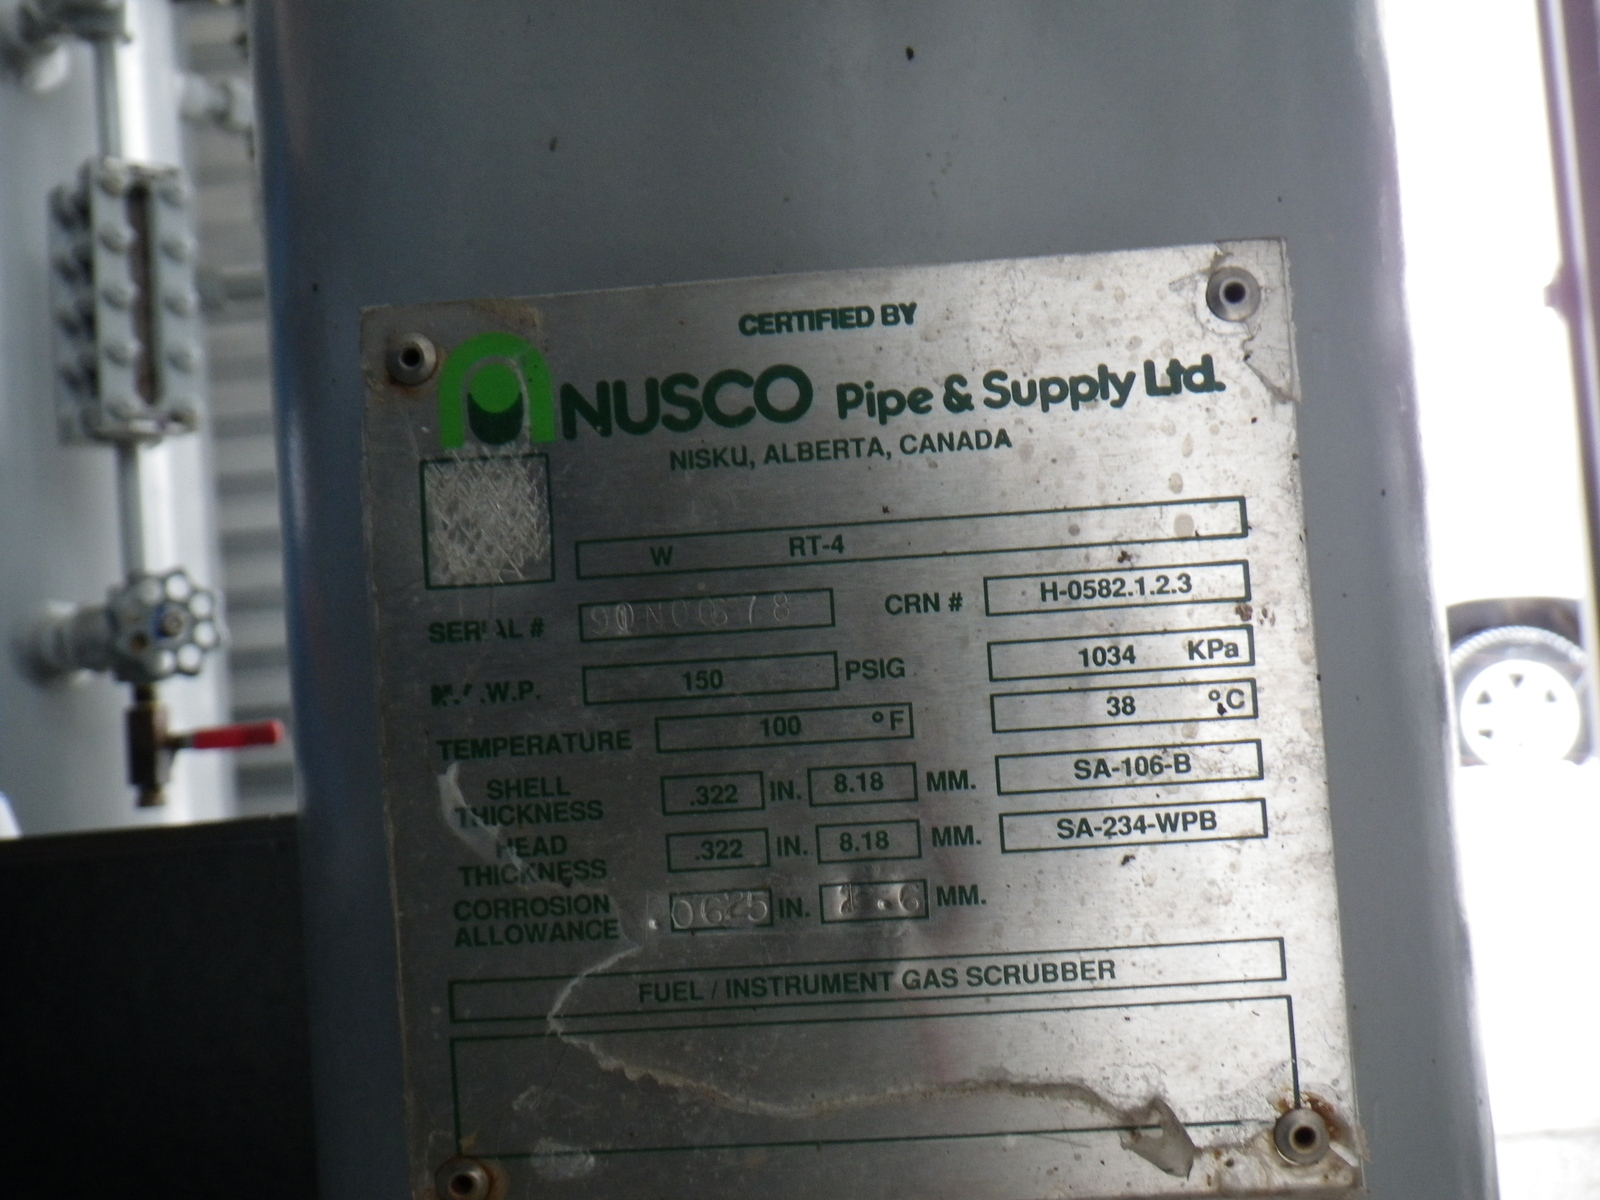 CERTIFIED BY
NUSCO Pipe & Supply Ltd.
NISKU, ALBERTA, CANADA
W RT-4
SERIAL # CRN # H-0582.1.2.3
.W.P. 150 PSIG 1034 KPa
TEMPERATURE 100 °F 38 °C
SHELL THICKNESS .322 IN. 8.18 MM. SA-106-B
HEAD THICKNESS .322 IN. 8.18 MM. SA-234-WPB
CORROSION ALLOWANCE .0625 IN. MM.
FUEL / INSTRUMENT GAS SCRUBBER